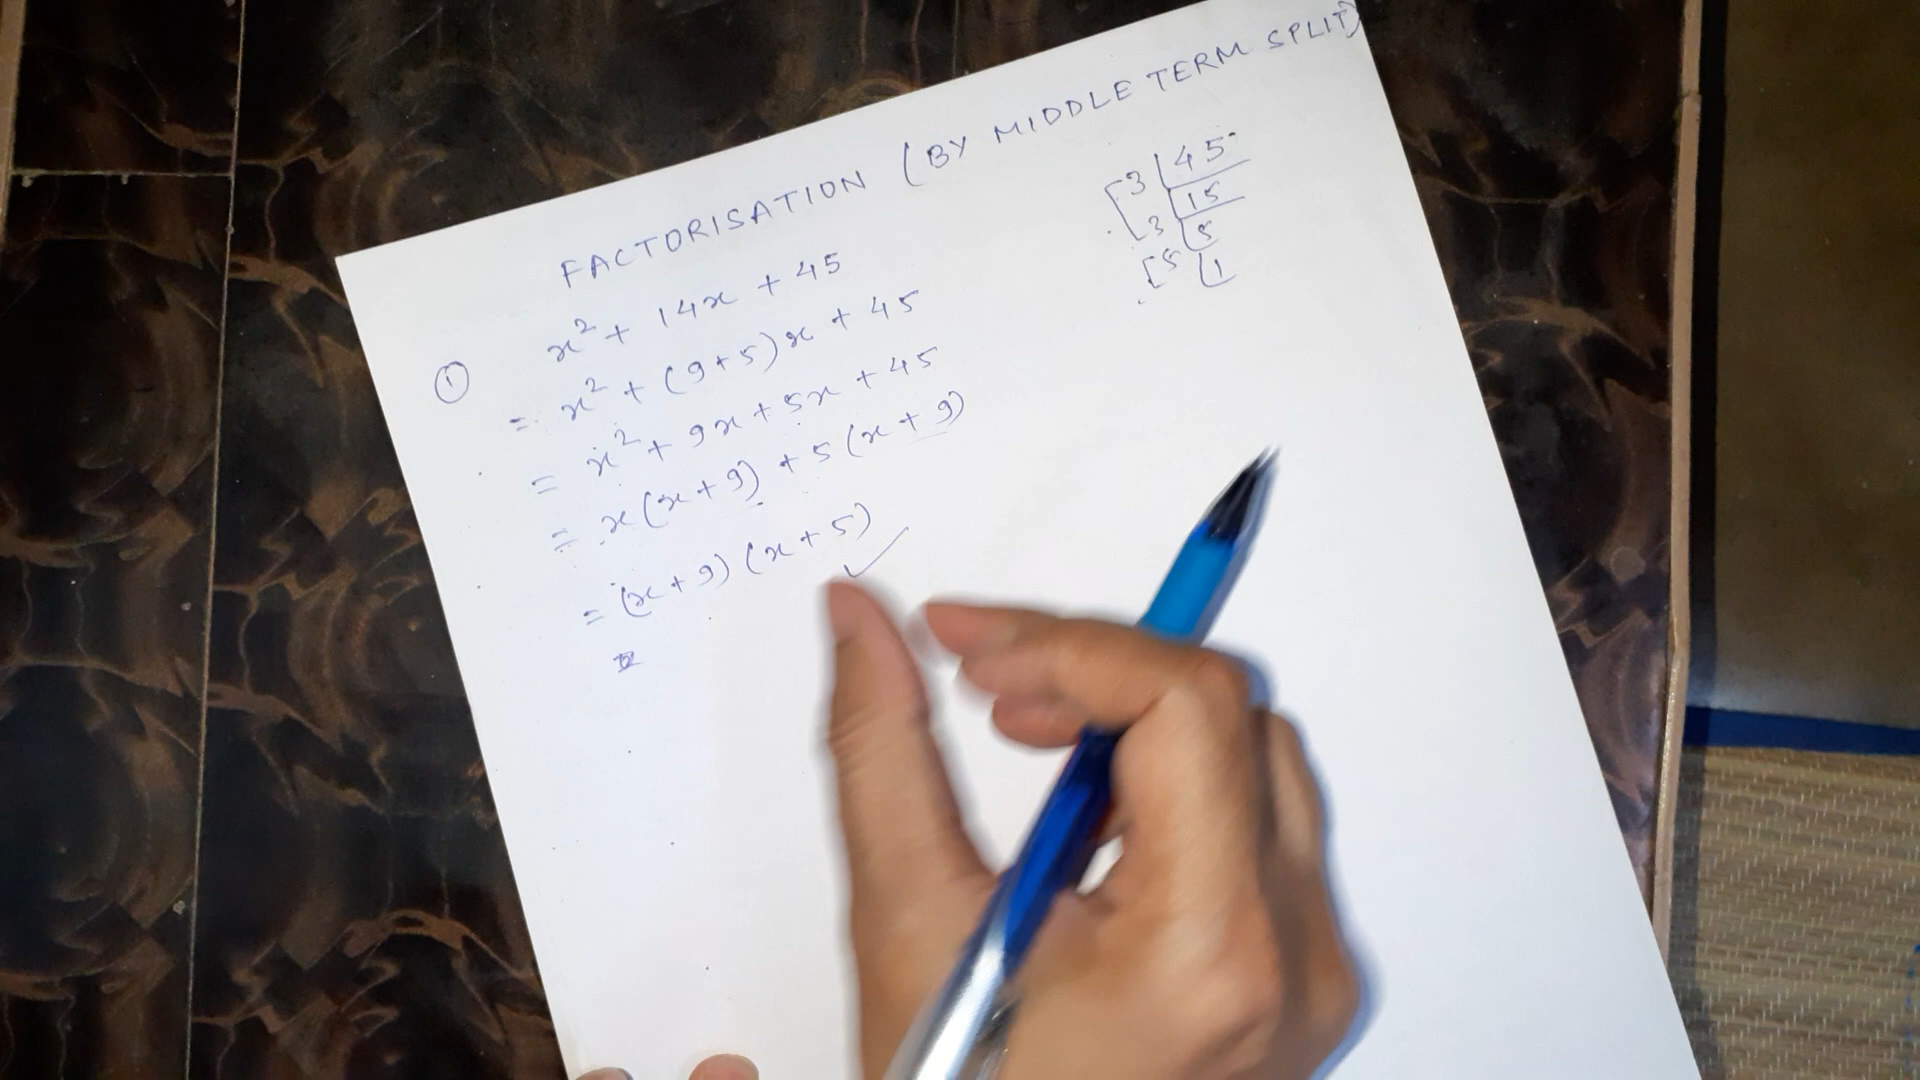 FACTORISATION (BY MIDDLE TERM SPLIT)
① x² + 14x + 45
= x² + (9+5)x + 45
= x² + 9x + 5x + 45
= x(x+9) + 5(x+9)
= (x+9)(x+5) ✓
3 | 45
3 | 15
5 | 5
1